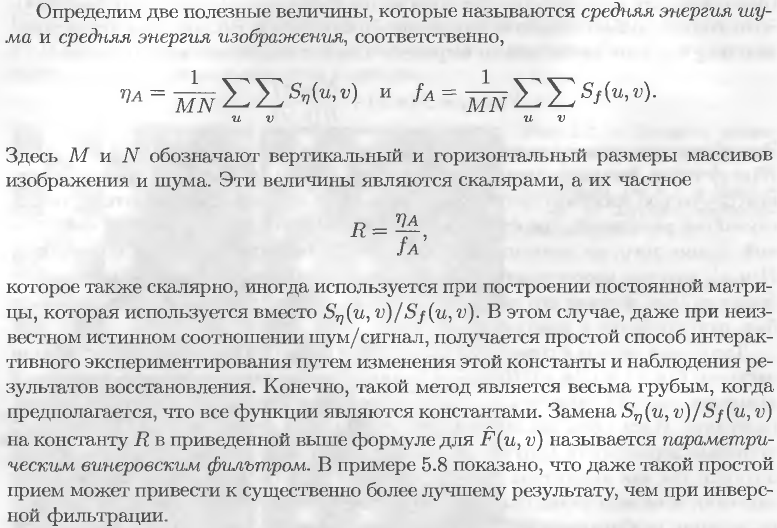 Определим две полезные величины, которые называются средняя энергия шу-
ма и средняя энергия изображения, соответственно,
η_A = 1/MN ∑_u ∑_v S_η(u, v) и f_A = 1/MN ∑_u ∑_v S_f(u, v).
Здесь M и N обозначают вертикальный и горизонтальный размеры массивов
изображения и шума. Эти величины являются скалярами, а их частное
R = η_A/f_A,
которое также скалярно, иногда используется при построении постоянной матри-
цы, которая используется вместо S_η(u, v)/S_f(u, v). В этом случае, даже при неиз-
вестном истинном соотношении шум/сигнал, получается простой способ интерак-
тивного экспериментирования путем изменения этой константы и наблюдения ре-
зультатов восстановления. Конечно, такой метод является весьма грубым, когда
предполагается, что все функции являются константами. Замена S_η(u, v)/S_f(u, v)
на константу R в приведенной выше формуле для F̂(u, v) называется параметри-
ческим винеровским фильтром. В примере 5.8 показано, что даже такой простой
прием может привести к существенно более лучшему результату, чем при инверс-
ной фильтрации.